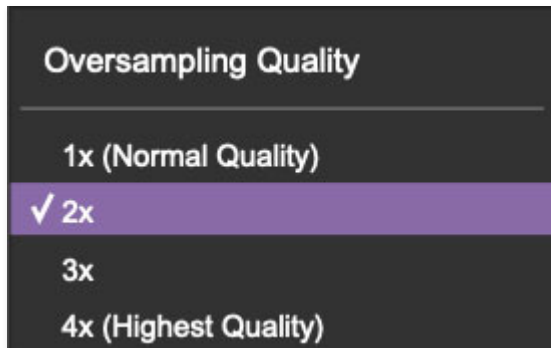 Oversampling Quality
1x (Normal Quality)
✓ 2x
3x
4x (Highest Quality)